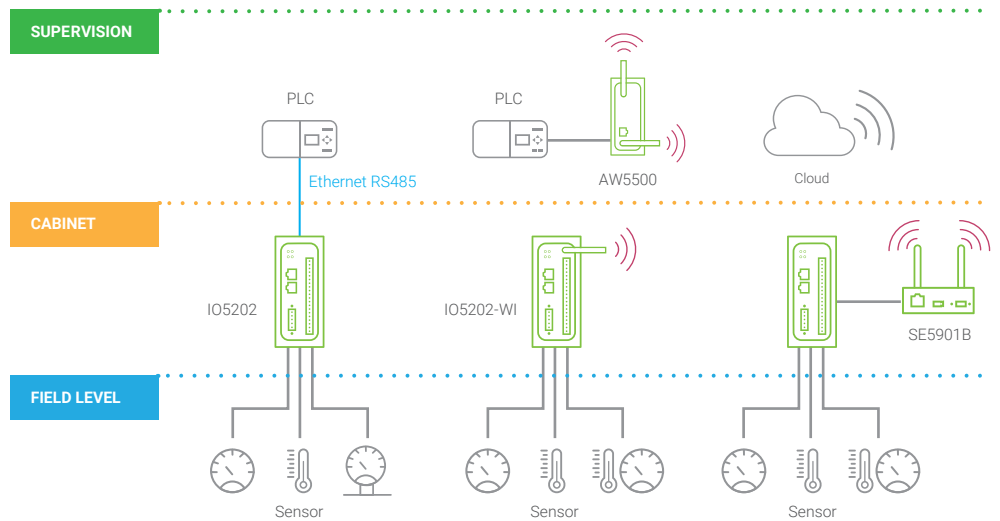 SUPERVISION
PLC
PLC
Ethernet RS485
AW5500
Cloud
CABINET
IO5202
IO5202-WI
SE5901B
FIELD LEVEL
Sensor
Sensor
Sensor